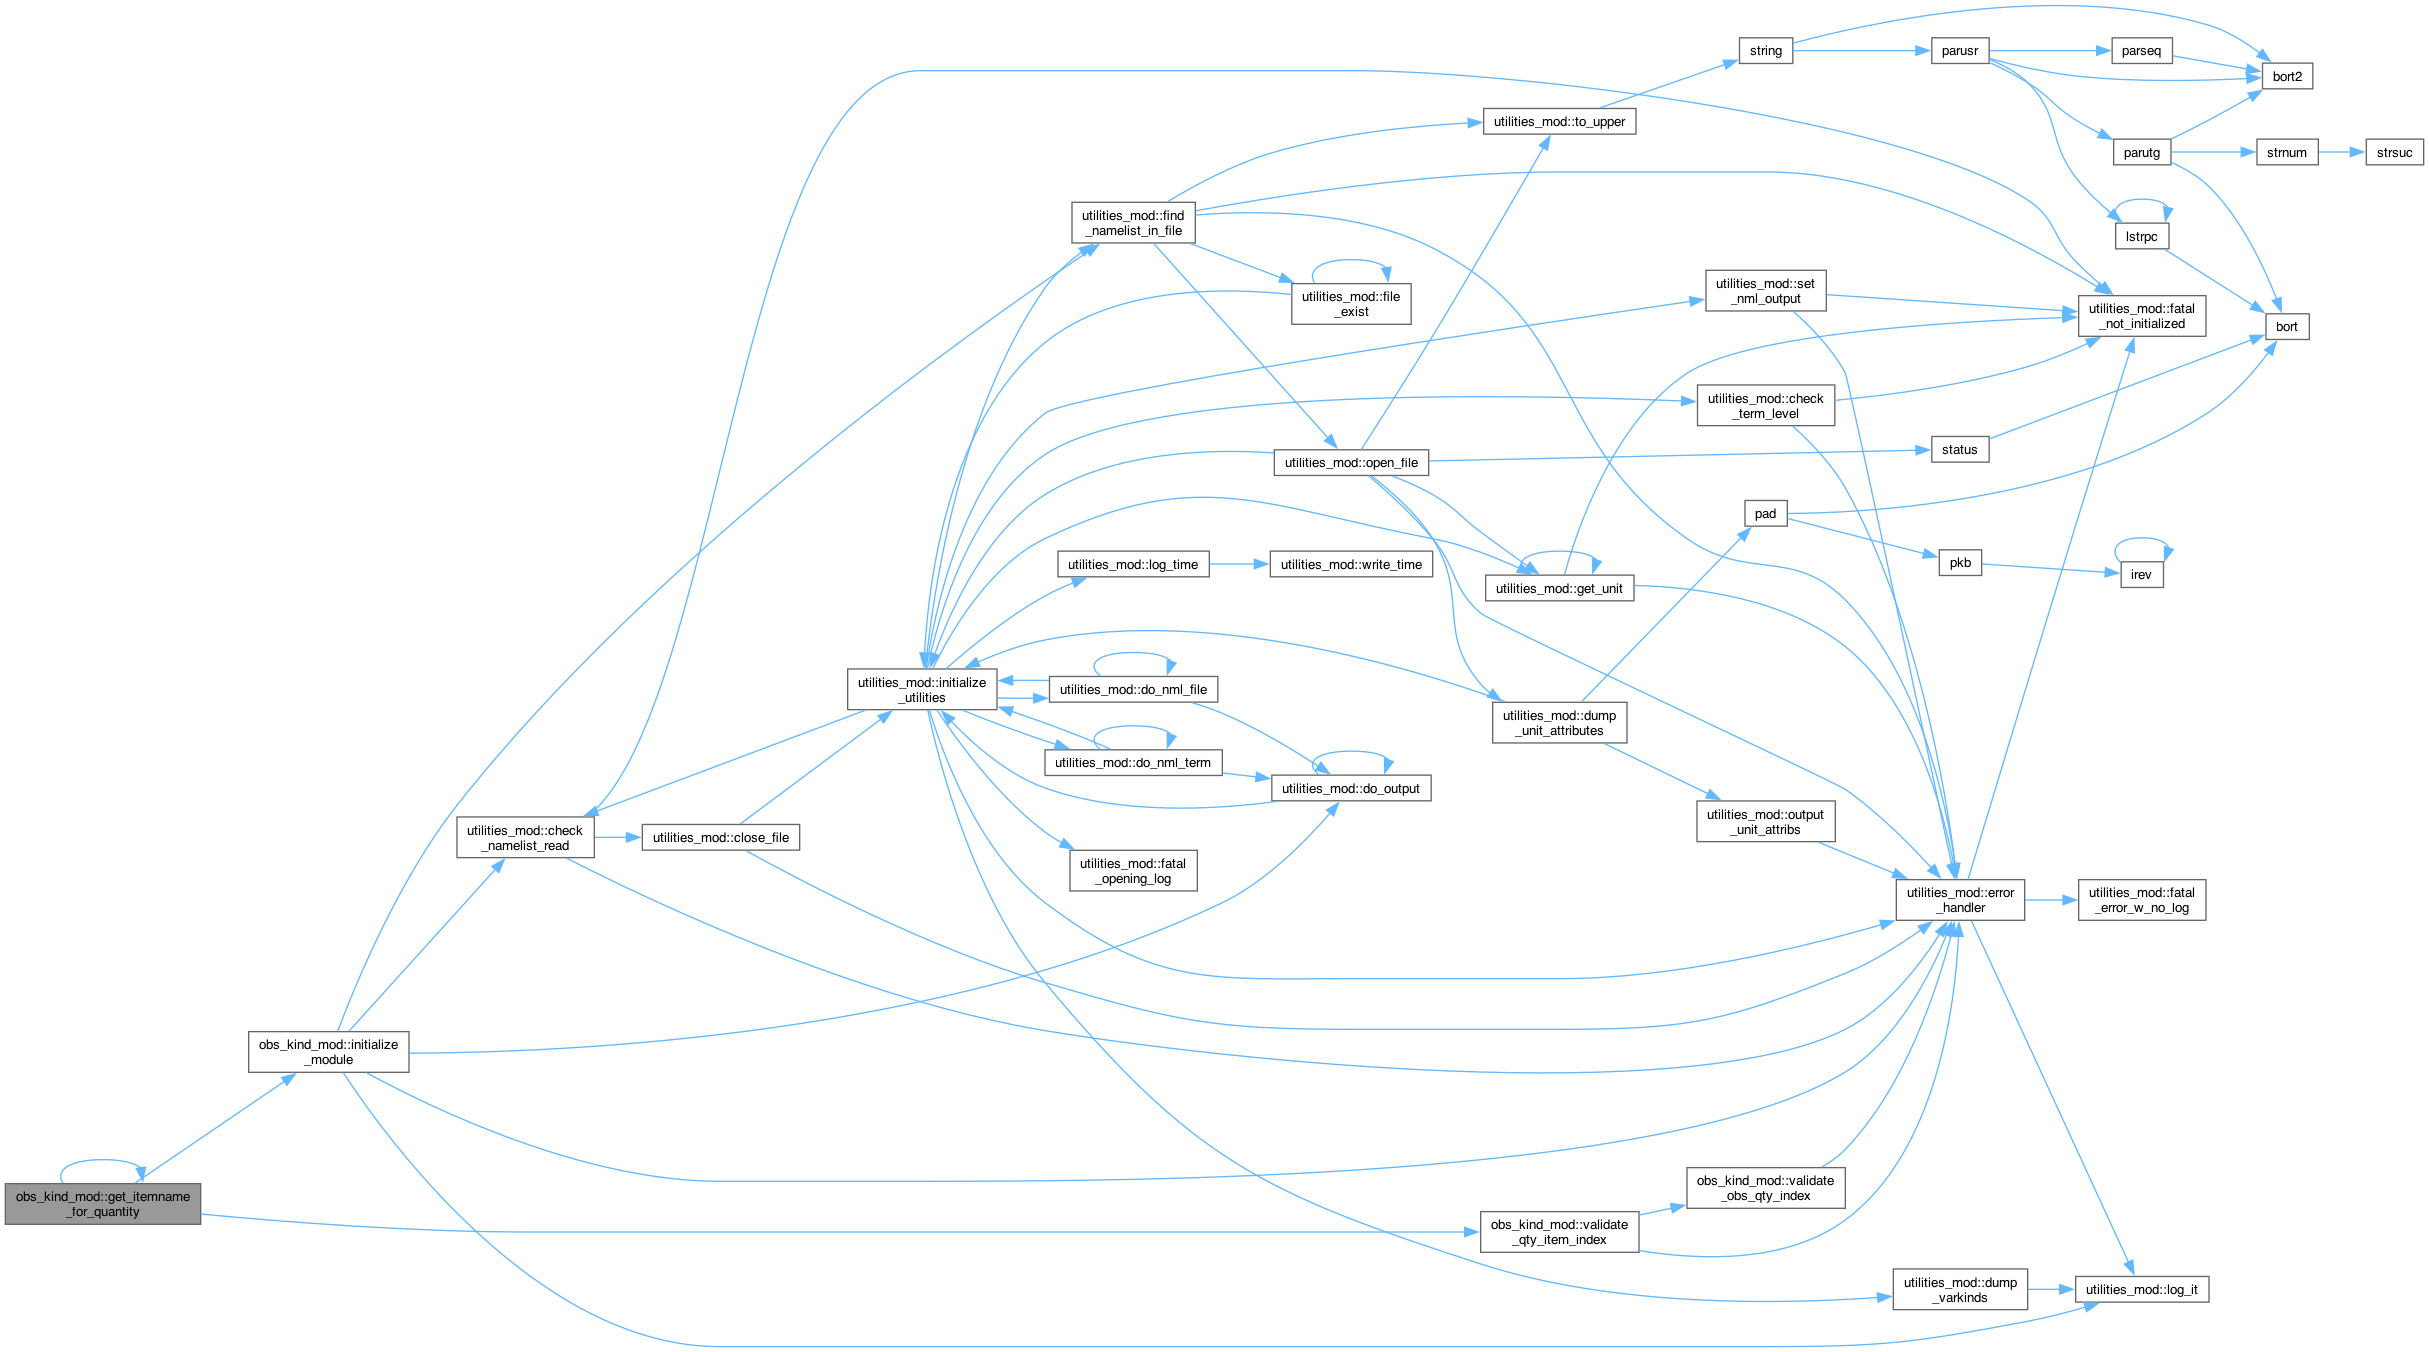 string
parusr
parseq
bort2
utilities_mod::to_upper
parutg
strnum
strsuc
utilities_mod::find
_namelist_in_file
lstrpc
utilities_mod::file
_exist
utilities_mod::set
_nml_output
utilities_mod::fatal
_not_initialized
bort
utilities_mod::check
_term_level
utilities_mod::open_file
status
pad
utilities_mod::log_time
utilities_mod::write_time
pkb
irev
utilities_mod::get_unit
utilities_mod::initialize
_utilities
utilities_mod::do_nml_file
utilities_mod::dump
_unit_attributes
utilities_mod::do_nml_term
utilities_mod::do_output
utilities_mod::check
_namelist_read
utilities_mod::close_file
utilities_mod::output
_unit_attribs
utilities_mod::fatal
_opening_log
utilities_mod::error
_handler
utilities_mod::fatal
_error_w_no_log
obs_kind_mod::initialize
_module
obs_kind_mod::get_itemname
_for_quantity
obs_kind_mod::validate
_obs_qty_index
obs_kind_mod::validate
_qty_item_index
utilities_mod::dump
_varkinds
utilities_mod::log_it